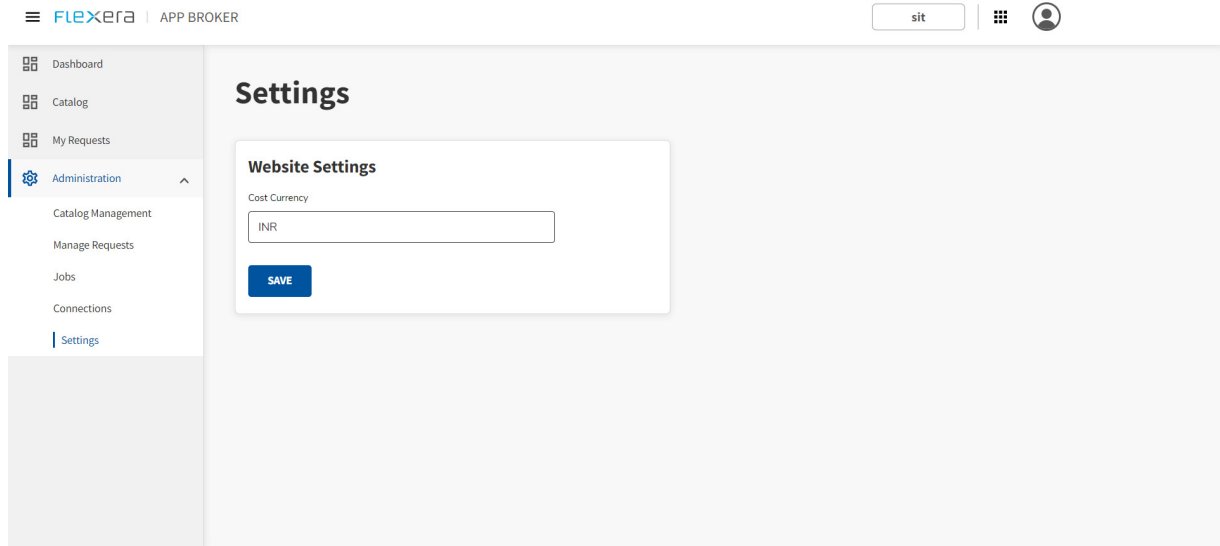 FLEXERA | APP BROKER
sit
Dashboard
Catalog
My Requests
Administration
Catalog Management
Manage Requests
Jobs
Connections
Settings
Settings
Website Settings
Cost Currency
INR
SAVE